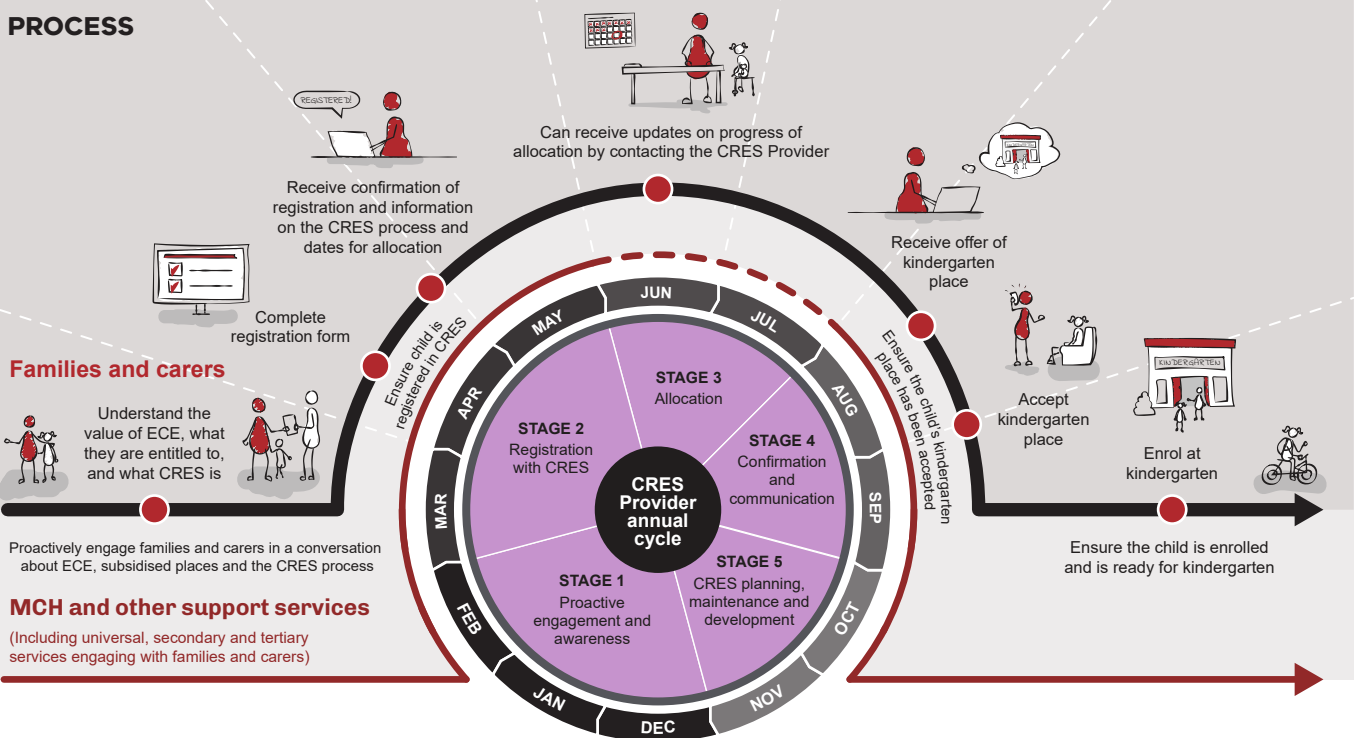 PROCESS
REGISTERED!
Can receive updates on progress of
allocation by contacting the CRES Provider
Receive confirmation of
registration and information
on the CRES process and
dates for allocation
Receive offer of
kindergarten
place
Complete
registration form
KINDERGARTEN
Accept
kindergarten
place
Enrol at
kindergarten
Families and carers
Understand the
value of ECE, what
they are entitled to,
and what CRES is
Ensure child is
registered in CRES
Ensure the child's kindergarten
place has been accepted
Proactively engage families and carers in a conversation
about ECE, subsidised places and the CRES process
Ensure the child is enrolled
and is ready for kindergarten
MCH and other support services
(Including universal, secondary and tertiary
services engaging with families and carers)
JAN
FEB
MAR
APR
MAY
JUN
JUL
AUG
SEP
OCT
NOV
DEC
CRES
Provider
annual
cycle
STAGE 1
Proactive
engagement and
awareness
STAGE 2
Registration
with CRES
STAGE 3
Allocation
STAGE 4
Confirmation
and
communication
STAGE 5
CRES planning,
maintenance and
development